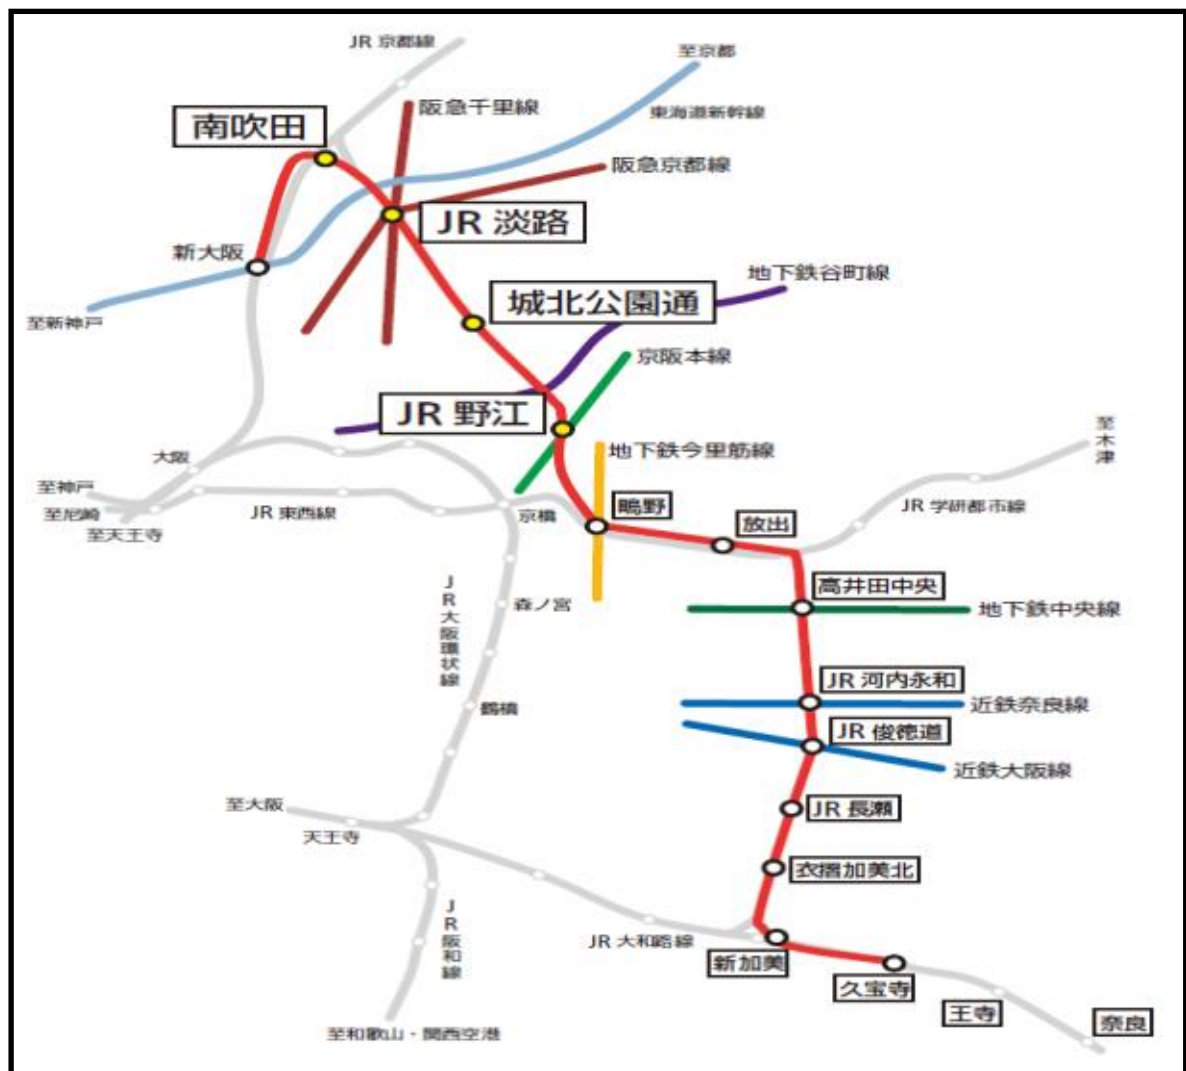 JR 京都線
至京都
阪急千里線
東海道新幹線
南吹田
阪急京都線
JR 淡路
新大阪
地下鉄谷町線
城北公園通
至新神戸
京阪本線
JR 野江
至木津
大阪
地下鉄今里筋線
至神戸
至尼崎
JR 東西線
京橋
鴫野
放出
JR 学研都市線
至天王寺
高井田中央
JR大阪環状線
森ノ宮
地下鉄中央線
JR 河内永和
近鉄奈良線
鶴橋
JR 俊徳道
近鉄大阪線
至大阪
天王寺
JR 長瀬
衣摺加美北
JR阪和線
JR 大和路線
新加美
久宝寺
王寺
奈良
至和歌山・関西空港